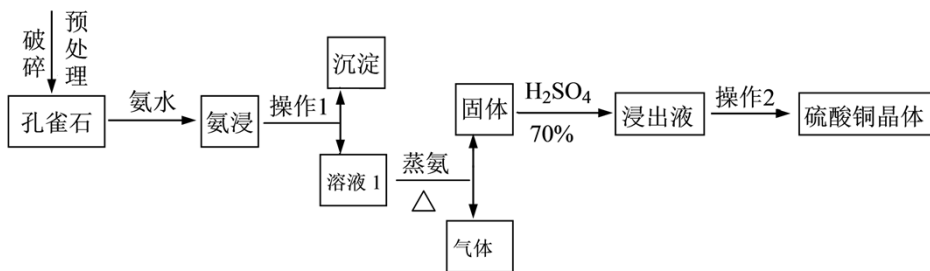 破碎
预处理
孔雀石
氨水
氨浸
操作1
沉淀
溶液 1
蒸氨
△
固体
气体
H₂SO₄
70%
浸出液
操作2
硫酸铜晶体